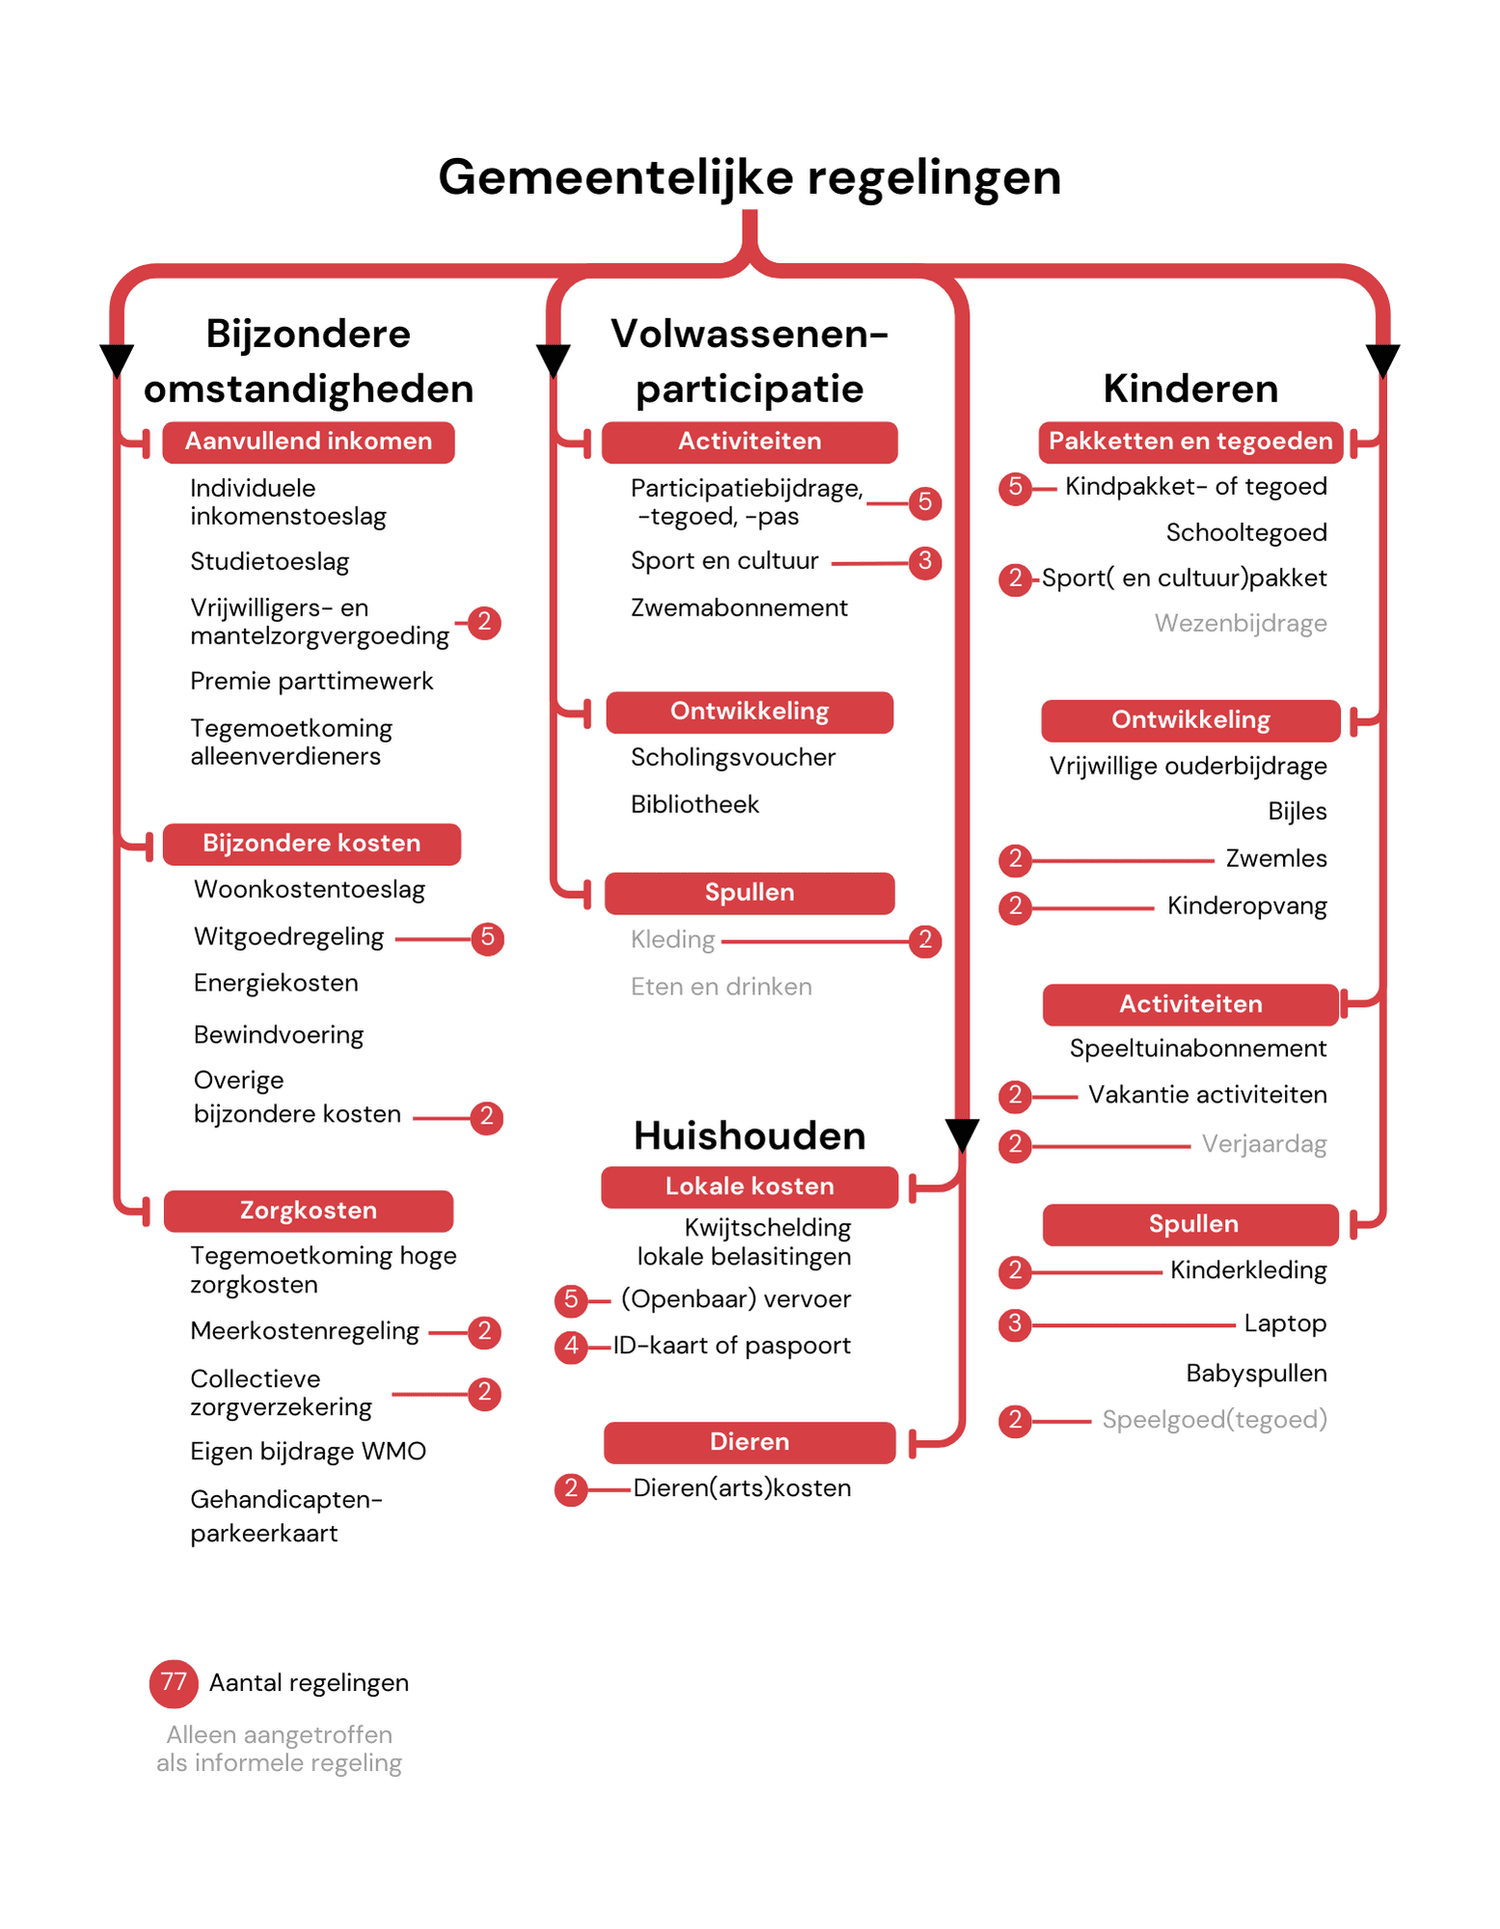 Gemeentelijke regelingen
Bijzondere
omstandigheden
Aanvullend inkomen
Individuele
inkomenstoeslag
Studietoeslag
Vrijwilligers- en
mantelzorgvergoeding 2
Premie parttimewerk
Tegemoetkoming
alleenverdieners
Bijzondere kosten
Woonkostentoeslag
Witgoedregeling 5
Energiekosten
Bewindvoering
Overige
bijzondere kosten 2
Zorgkosten
Tegemoetkoming hoge
zorgkosten
Meerkostenregeling 2
Collectieve
zorgverzekering 2
Eigen bijdrage WMO
Gehandicapten-
parkeerkaart
Volwassenen-
participatie
Activiteiten
Participatiebijdrage,
-tegoed, -pas 5
Sport en cultuur 3
Zwemabonnement
Ontwikkeling
Scholingsvoucher
Bibliotheek
Spullen
Kleding 2
Eten en drinken
Huishouden
Lokale kosten
Kwijtschelding
lokale belasitingen
5 (Openbaar) vervoer
4 ID-kaart of paspoort
Dieren
2 Dieren(arts)kosten
Kinderen
Pakketten en tegoeden
5 Kindpakket- of tegoed
Schooltegoed
2 Sport( en cultuur)pakket
Wezenbijdrage
Ontwikkeling
Vrijwillige ouderbijdrage
Bijles
2 Zwemles
2 Kinderopvang
Activiteiten
Speeltuinabonnement
2 Vakantie activiteiten
2 Verjaardag
Spullen
2 Kinderkleding
3 Laptop
Babyspullen
2 Speelgoed(tegoed)
77 Aantal regelingen
Alleen aangetroffen
als informele regeling